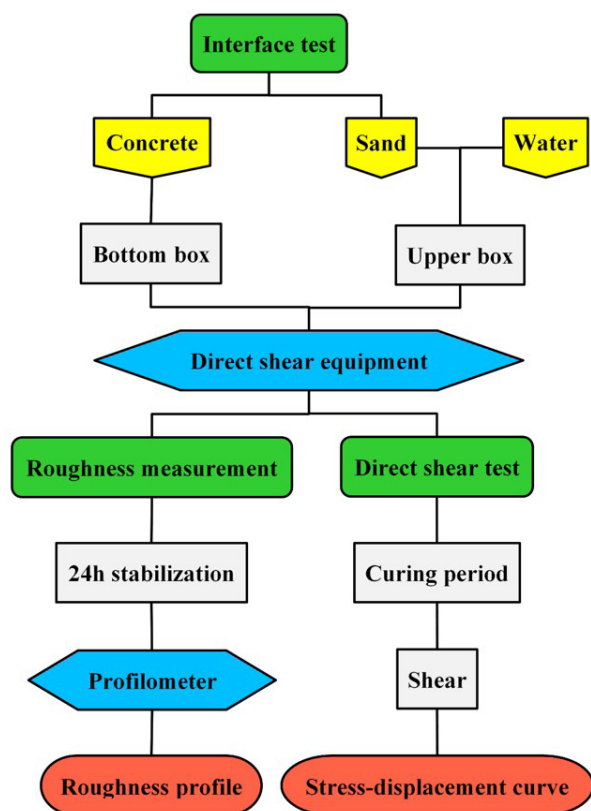 Interface test
Concrete
Sand
Water
Bottom box
Upper box
Direct shear equipment
Roughness measurement
Direct shear test
24h stabilization
Curing period
Profilometer
Shear
Roughness profile
Stress-displacement curve